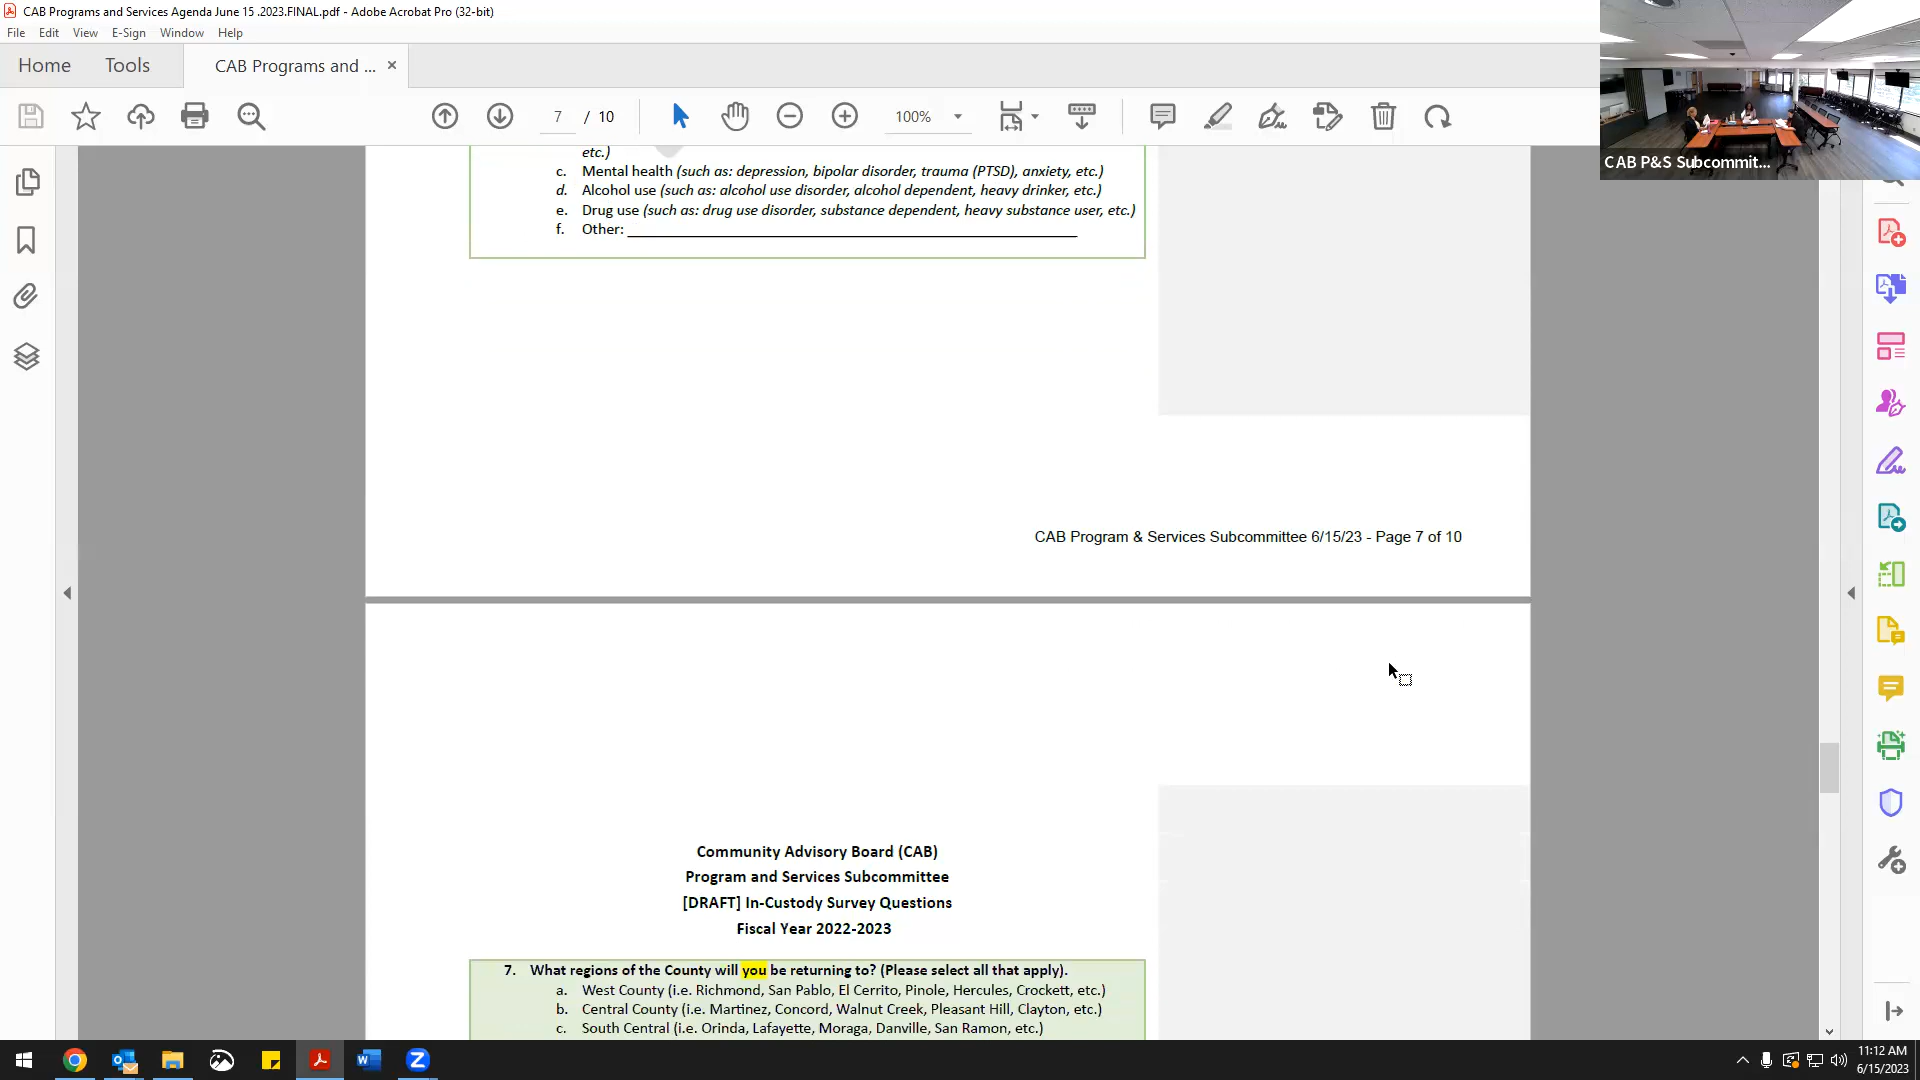 CAB Programs and Services Agenda June 15 .2023.FINAL.pdf - Adobe Acrobat Pro (32-bit)
File Edit View E-Sign Window Help
Home Tools CAB Programs and ... ×
7 / 10 100%
CAB P&S Subcommit...
etc.)
c. Mental health (such as: depression, bipolar disorder, trauma (PTSD), anxiety, etc.)
d. Alcohol use (such as: alcohol use disorder, alcohol dependent, heavy drinker, etc.)
e. Drug use (such as: drug use disorder, substance dependent, heavy substance user, etc.)
f. Other:
CAB Program & Services Subcommittee 6/15/23 - Page 7 of 10
Community Advisory Board (CAB)
Program and Services Subcommittee
[DRAFT] In-Custody Survey Questions
Fiscal Year 2022-2023
7. What regions of the County will you be returning to? (Please select all that apply).
a. West County (i.e. Richmond, San Pablo, El Cerrito, Pinole, Hercules, Crockett, etc.)
b. Central County (i.e. Martinez, Concord, Walnut Creek, Pleasant Hill, Clayton, etc.)
c. South Central (i.e. Orinda, Lafayette, Moraga, Danville, San Ramon, etc.)
11:12 AM
6/15/2023